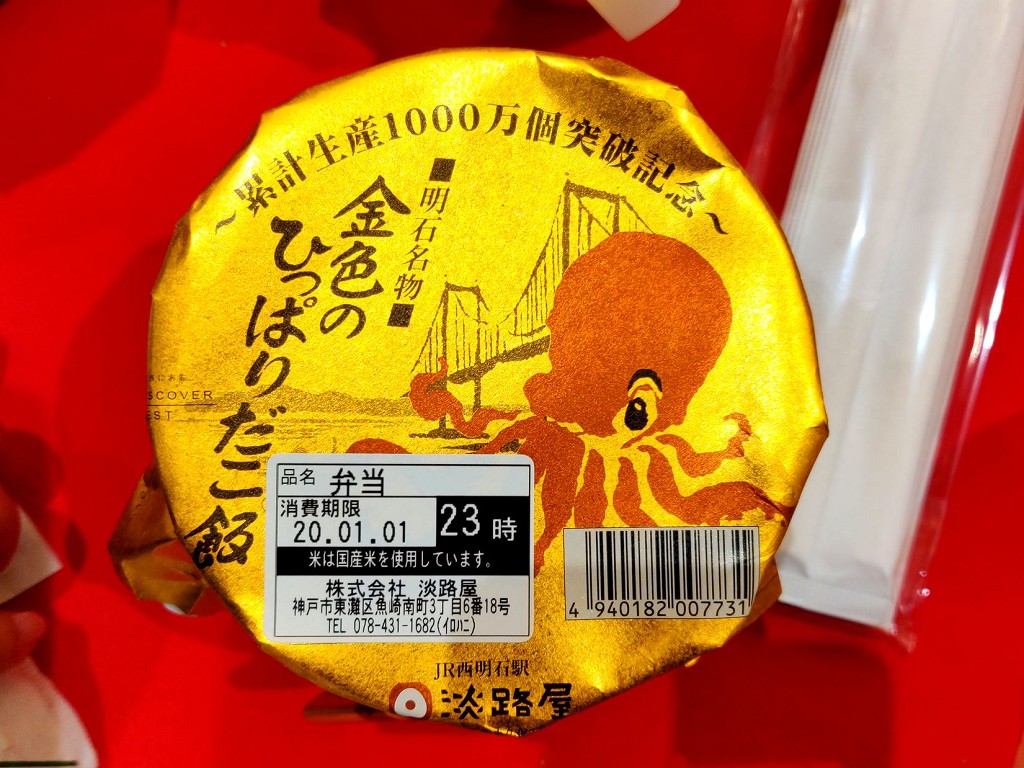 ~累計生産1000万個突破記念~
■明石名物■
金色の
ひっぱりだこ飯
SCOVER
EST
品名 弁当
消費期限
20.01.01 23時
米は国産米を使用しています。
株式会社 淡路屋
神戸市東灘区魚崎南町3丁目6番18号
TEL 078-431-1682(ｲﾛﾊﾆ)
4 940182 007731
JR西明石駅
淡路屋